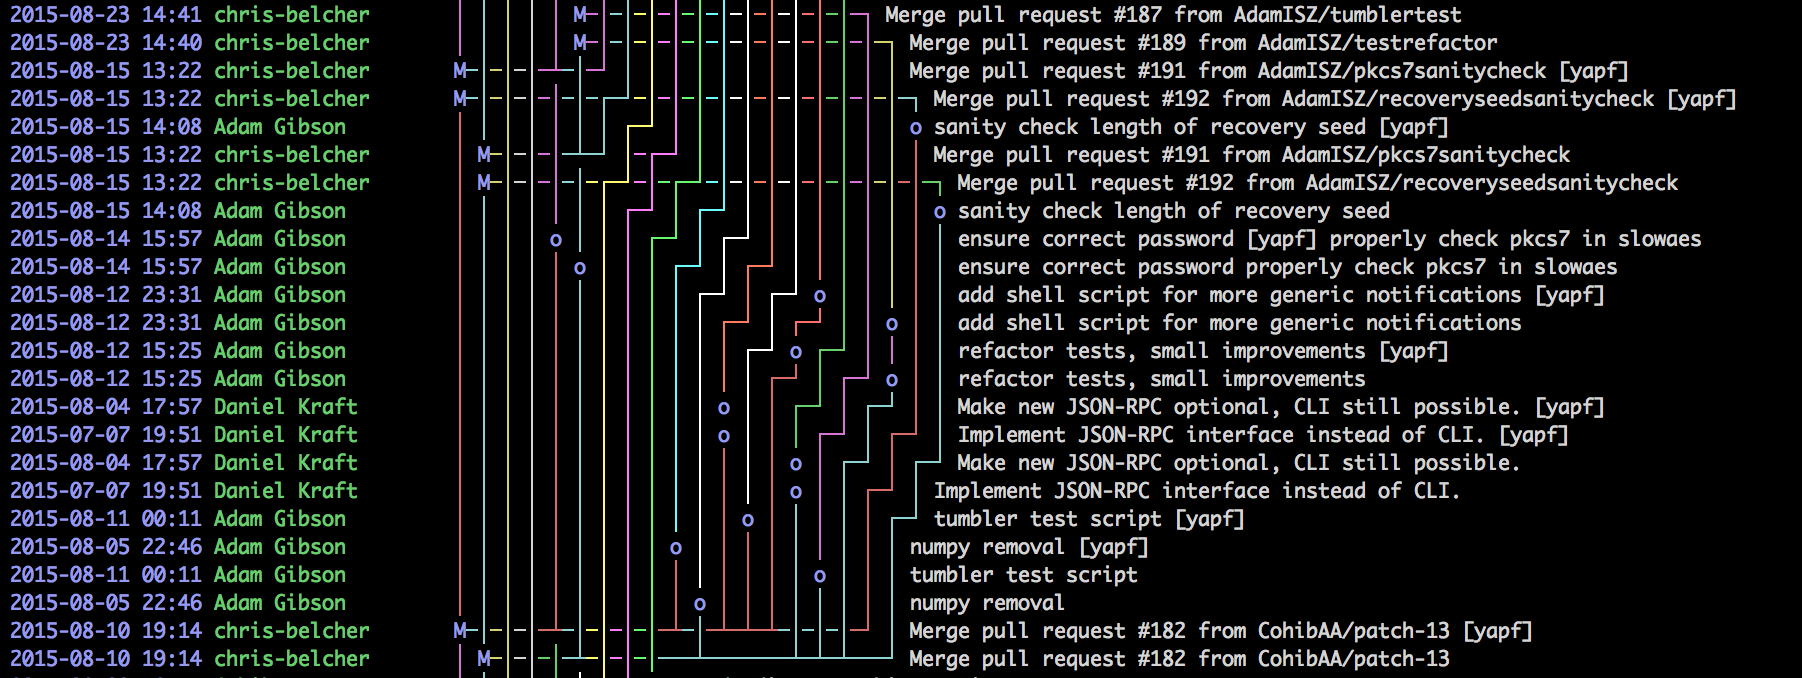 2015-08-23 14:41 chris-belcher M Merge pull request #187 from AdamISZ/tumblertest
2015-08-23 14:40 chris-belcher M Merge pull request #189 from AdamISZ/testrefactor
2015-08-15 13:22 chris-belcher M Merge pull request #191 from AdamISZ/pkcs7sanitycheck [yapf]
2015-08-15 13:22 chris-belcher M Merge pull request #192 from AdamISZ/recoveryseedsanitycheck [yapf]
2015-08-15 14:08 Adam Gibson o sanity check length of recovery seed [yapf]
2015-08-15 13:22 chris-belcher M Merge pull request #191 from AdamISZ/pkcs7sanitycheck
2015-08-15 13:22 chris-belcher M Merge pull request #192 from AdamISZ/recoveryseedsanitycheck
2015-08-15 14:08 Adam Gibson o sanity check length of recovery seed
2015-08-14 15:57 Adam Gibson o ensure correct password [yapf] properly check pkcs7 in slowaes
2015-08-14 15:57 Adam Gibson o ensure correct password properly check pkcs7 in slowaes
2015-08-12 23:31 Adam Gibson o add shell script for more generic notifications [yapf]
2015-08-12 23:31 Adam Gibson o add shell script for more generic notifications
2015-08-12 15:25 Adam Gibson o refactor tests, small improvements [yapf]
2015-08-12 15:25 Adam Gibson o refactor tests, small improvements
2015-08-04 17:57 Daniel Kraft o Make new JSON-RPC optional, CLI still possible. [yapf]
2015-07-07 19:51 Daniel Kraft o Implement JSON-RPC interface instead of CLI. [yapf]
2015-08-04 17:57 Daniel Kraft o Make new JSON-RPC optional, CLI still possible.
2015-07-07 19:51 Daniel Kraft o Implement JSON-RPC interface instead of CLI.
2015-08-11 00:11 Adam Gibson o tumbler test script [yapf]
2015-08-05 22:46 Adam Gibson o numpy removal [yapf]
2015-08-11 00:11 Adam Gibson o tumbler test script
2015-08-05 22:46 Adam Gibson o numpy removal
2015-08-10 19:14 chris-belcher M Merge pull request #182 from CohibAA/patch-13 [yapf]
2015-08-10 19:14 chris-belcher M Merge pull request #182 from CohibAA/patch-13